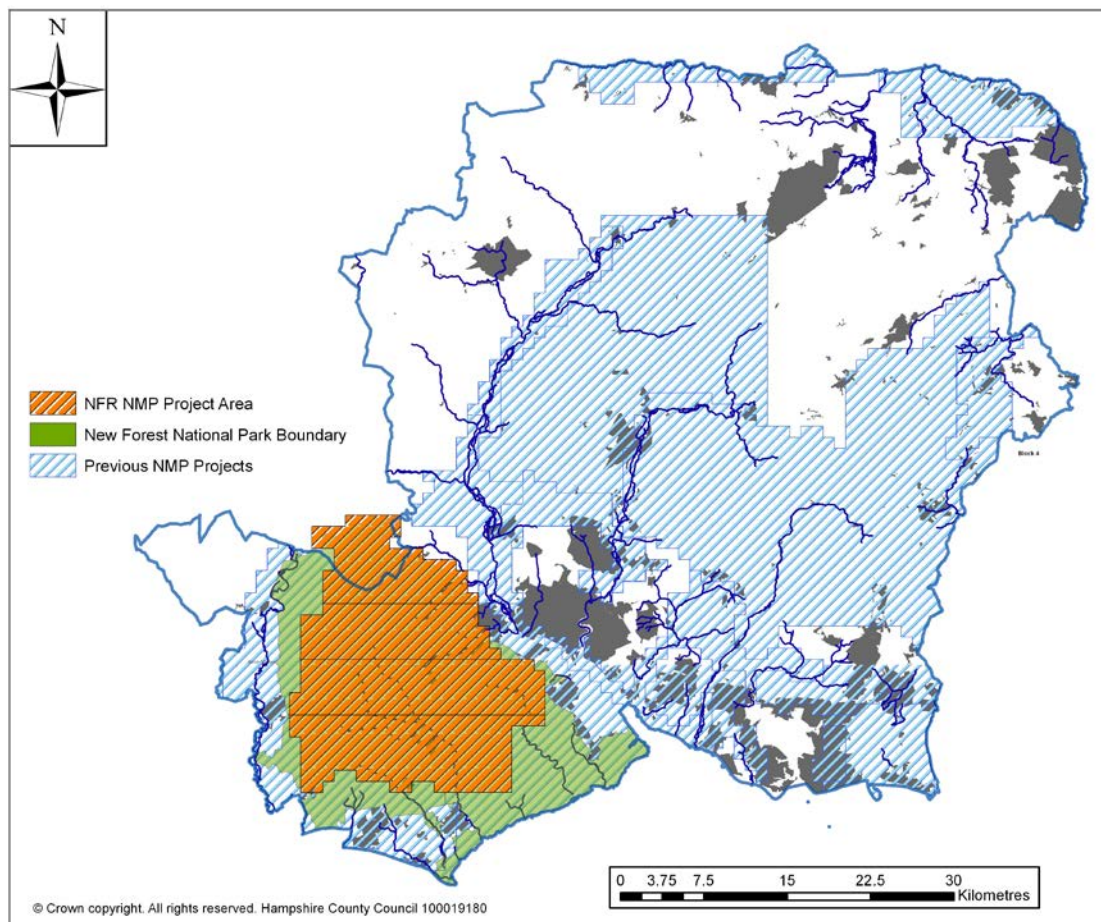 N
NFR NMP Project Area
New Forest National Park Boundary
Previous NMP Projects
Block 4
0 3.75 7.5 15 22.5 30
Kilometres
© Crown copyright. All rights reserved. Hampshire County Council 100019180